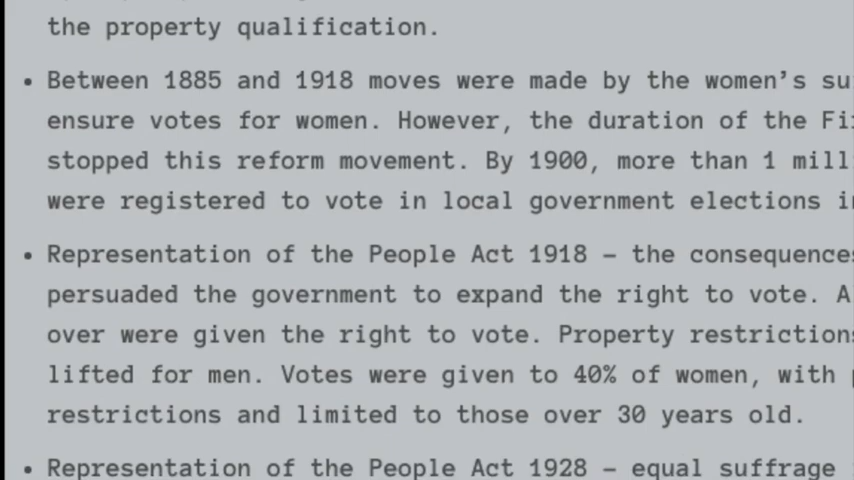 the property qualification.
• Between 1885 and 1918 moves were made by the women's su
ensure votes for women. However, the duration of the Fi
stopped this reform movement. By 1900, more than 1 mill
were registered to vote in local government elections i
• Representation of the People Act 1918 – the consequences
persuaded the government to expand the right to vote. A
over were given the right to vote. Property restrictions
lifted for men. Votes were given to 40% of women, with p
restrictions and limited to those over 30 years old.
• Representation of the People Act 1928 – equal suffrage